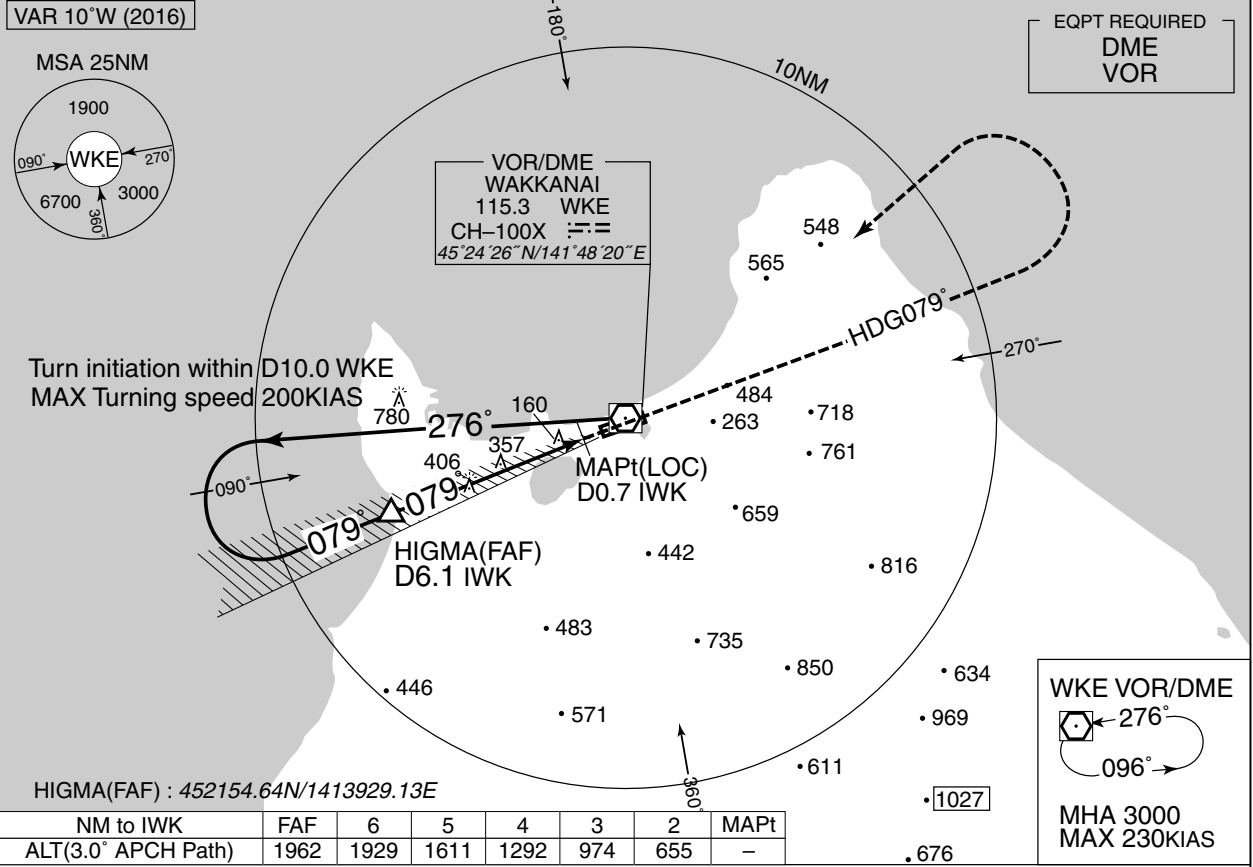 VAR 10°W (2016)
MSA 25NM
1900
090°
WKE
270°
6700
3000
360°
180°
10NM
EQPT REQUIRED
DME
VOR
VOR/DME
WAKKANAI
115.3 WKE
CH–100X
45°24´26˝N/141°48´20˝E
548
565
HDG079°
270°
Turn initiation within D10.0 WKE
MAX Turning speed 200KIAS
780
276°
160
357
406
484
263
718
761
090°
079°
079°
MAPt(LOC)
D0.7 IWK
659
HIGMA(FAF)
D6.1 IWK
442
816
483
735
850
634
446
571
969
611
1027
676
360°
WKE VOR/DME
276°
096°
MHA 3000
MAX 230KIAS
HIGMA(FAF) : 452154.64N/1413929.13E
NM to IWK FAF 6 5 4 3 2 MAPt
ALT(3.0° APCH Path) 1962 1929 1611 1292 974 655 –